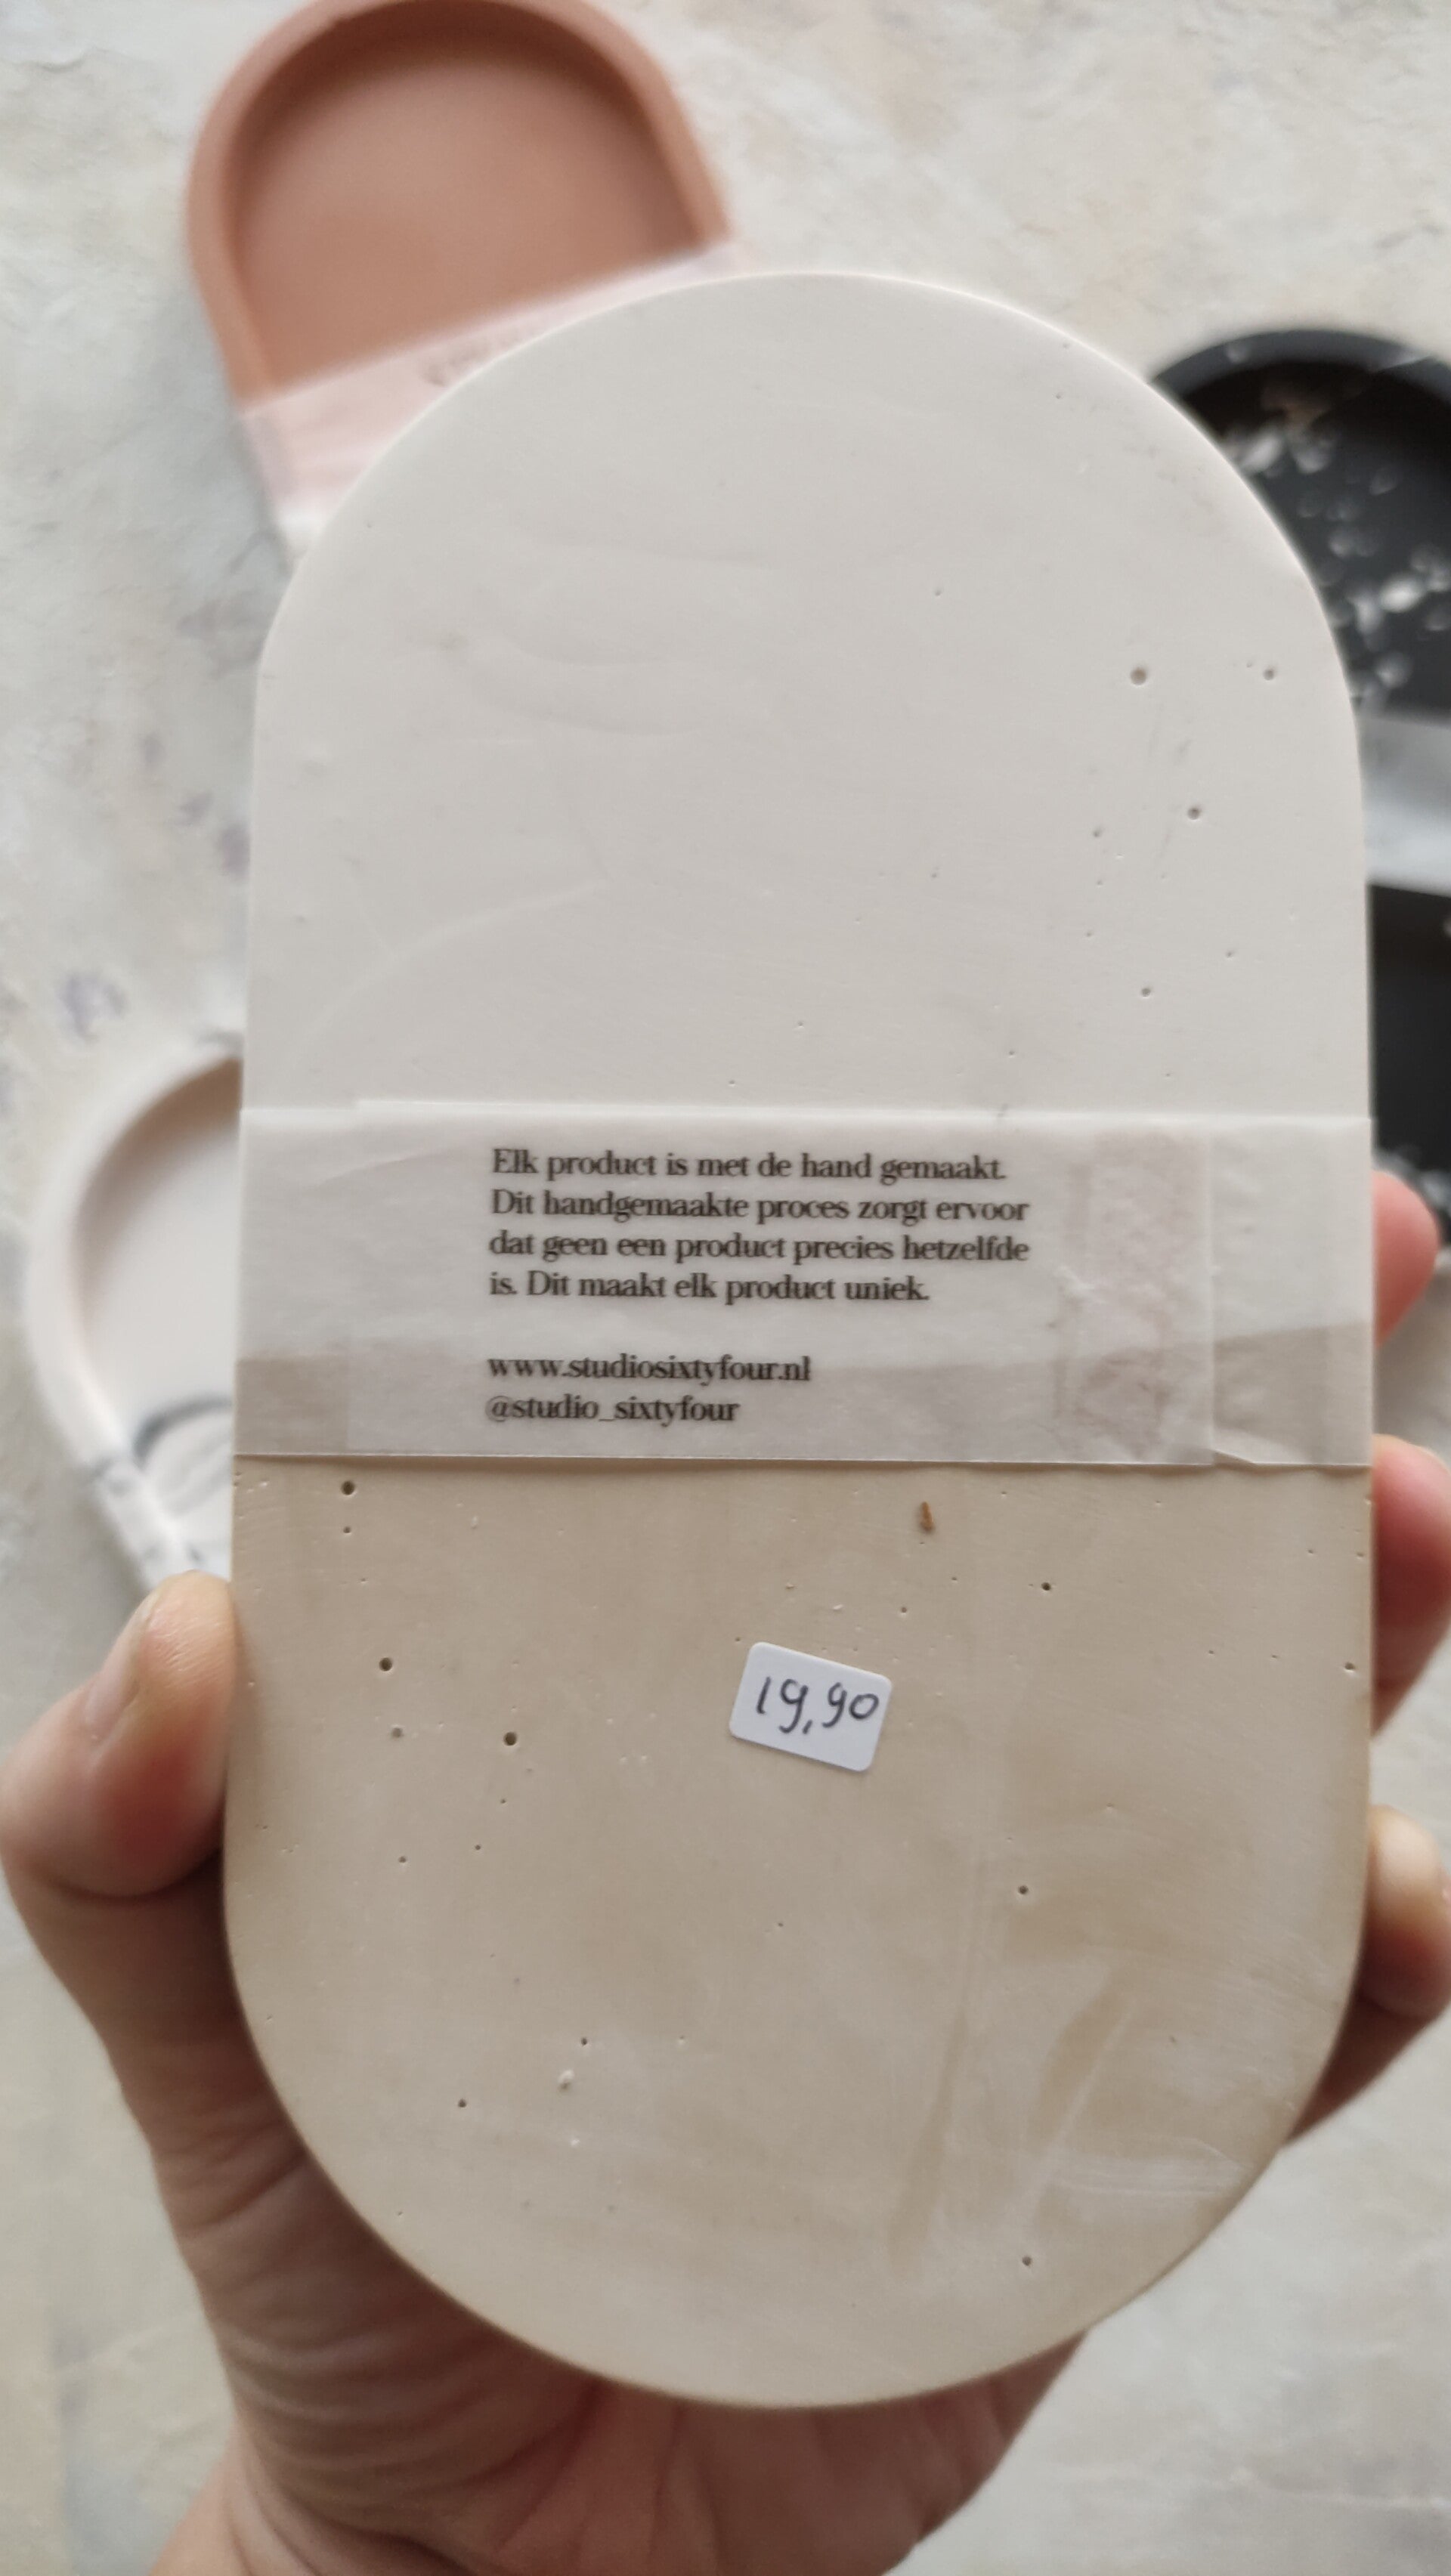 Elk product is met de hand gemaakt.
Dit handgemaakte proces zorgt ervoor
dat geen een product precies hetzelfde
is. Dit maakt elk product uniek.
www.studiosixtyfour.nl
@studio_sixtyfour
19,90